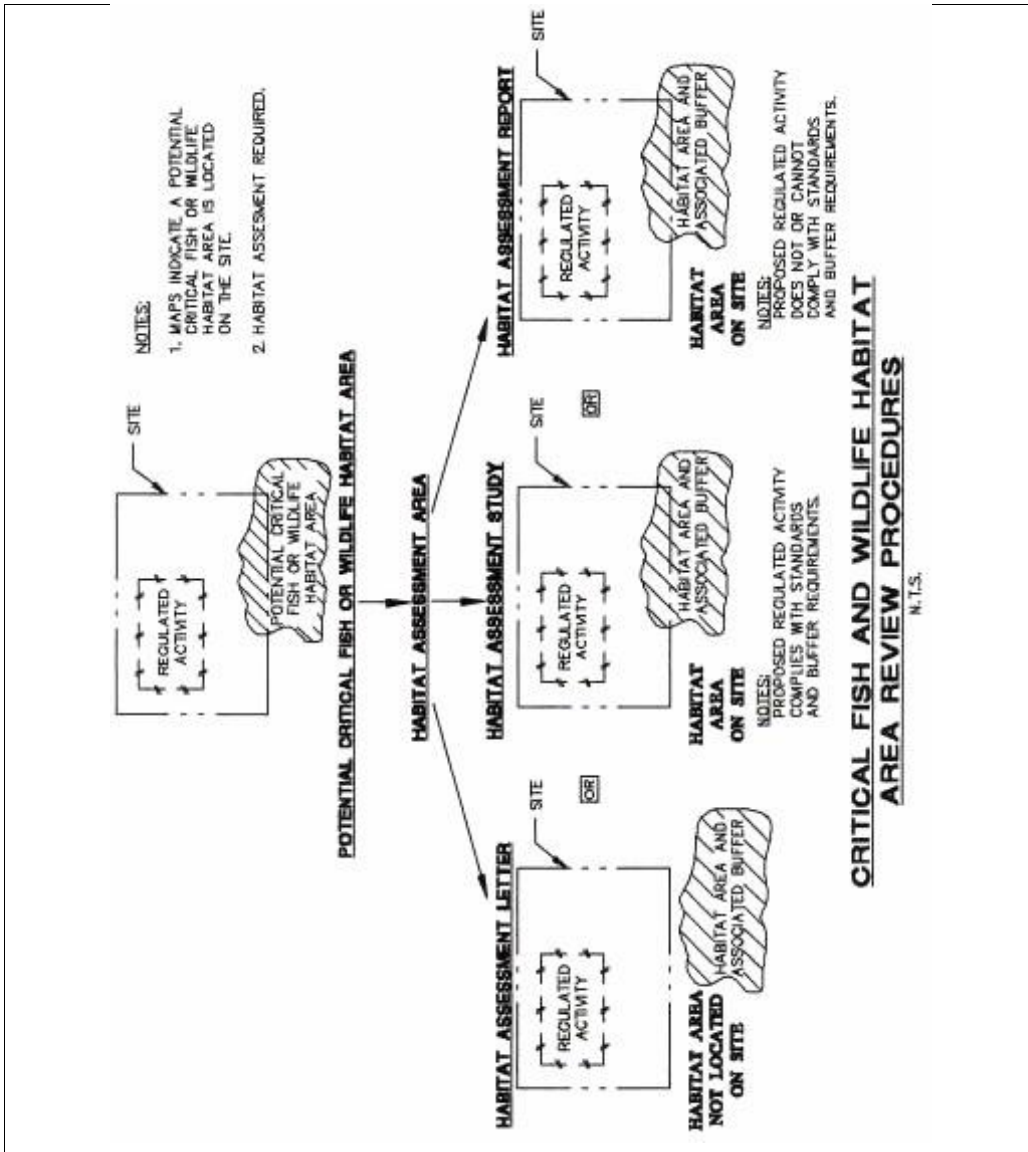 SITE
REGULATED
ACTIVITY
POTENTIAL CRITICAL
FISH OR WILDLIFE
HABITAT AREA
NOTES:
1. MAPS INDICATE A POTENTIAL
CRITICAL FISH OR WILDLIFE
HABITAT AREA IS LOCATED
ON THE SITE.
2. HABITAT ASSESMENT REQUIRED.
POTENTIAL CRITICAL FISH OR WILDLIFE HABITAT AREA
HABITAT ASSESSMENT AREA
HABITAT ASSESSMENT LETTER
SITE
REGULATED
ACTIVITY
HABITAT AREA AND
ASSOCIATED BUFFER
HABITAT AREA
NOT LOCATED
ON SITE
OR
HABITAT ASSESSMENT STUDY
SITE
REGULATED
ACTIVITY
HABITAT AREA AND
ASSOCIATED BUFFER
HABITAT
AREA
ON SITE
NOTES:
PROPOSED REGULATED ACTIVITY
COMPLIES WITH STANDARDS
AND BUFFER REQUIREMENTS.
OR
HABITAT ASSESSMENT REPORT
SITE
REGULATED
ACTIVITY
HABITAT AREA AND
ASSOCIATED BUFFER
HABITAT
AREA
ON SITE
NOTES:
PROPOSED REGULATED ACTIVITY
DOES NOT OR CANNOT
COMPLY WITH STANDARDS
AND BUFFER REQUIREMENTS.
CRITICAL FISH AND WILDLIFE HABITAT
AREA REVIEW PROCEDURES
N.T.S.